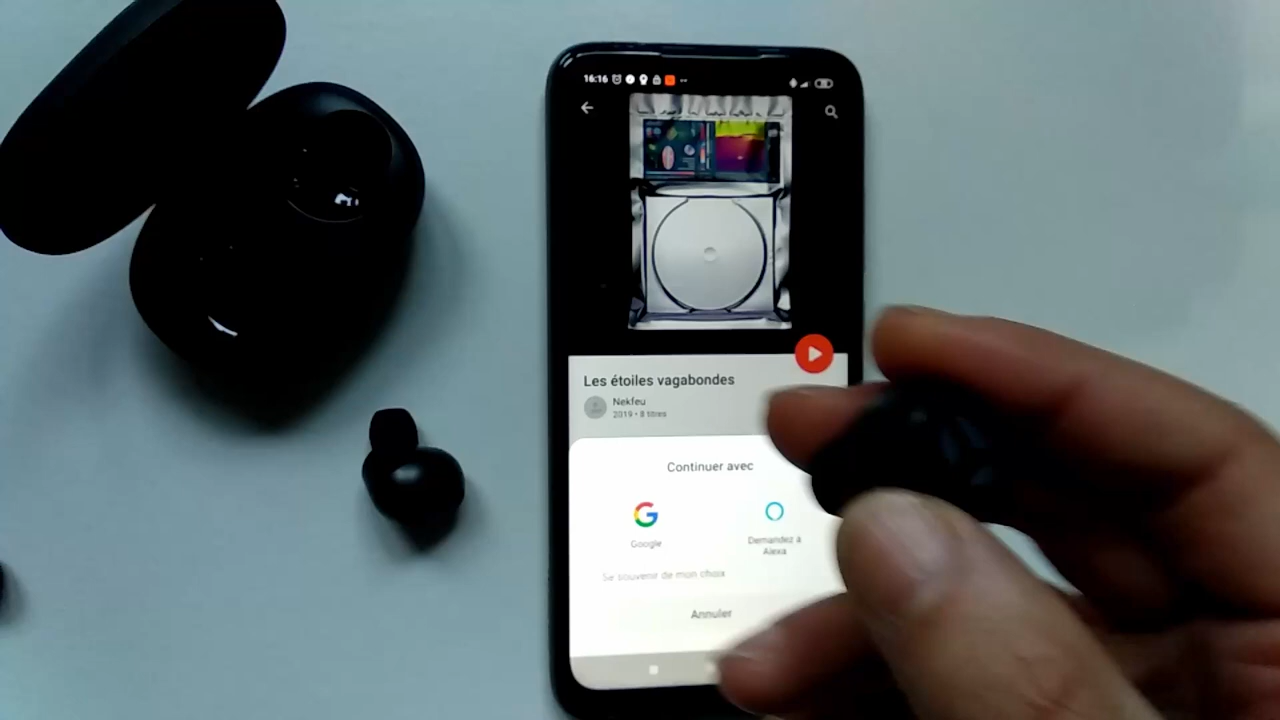 16:16
Les étoiles vagabondes
Nekfeu
2019 • 8 titres
Continuer avec
Google
Demandez à
Alexa
Se souvenir de mon choix
Annuler